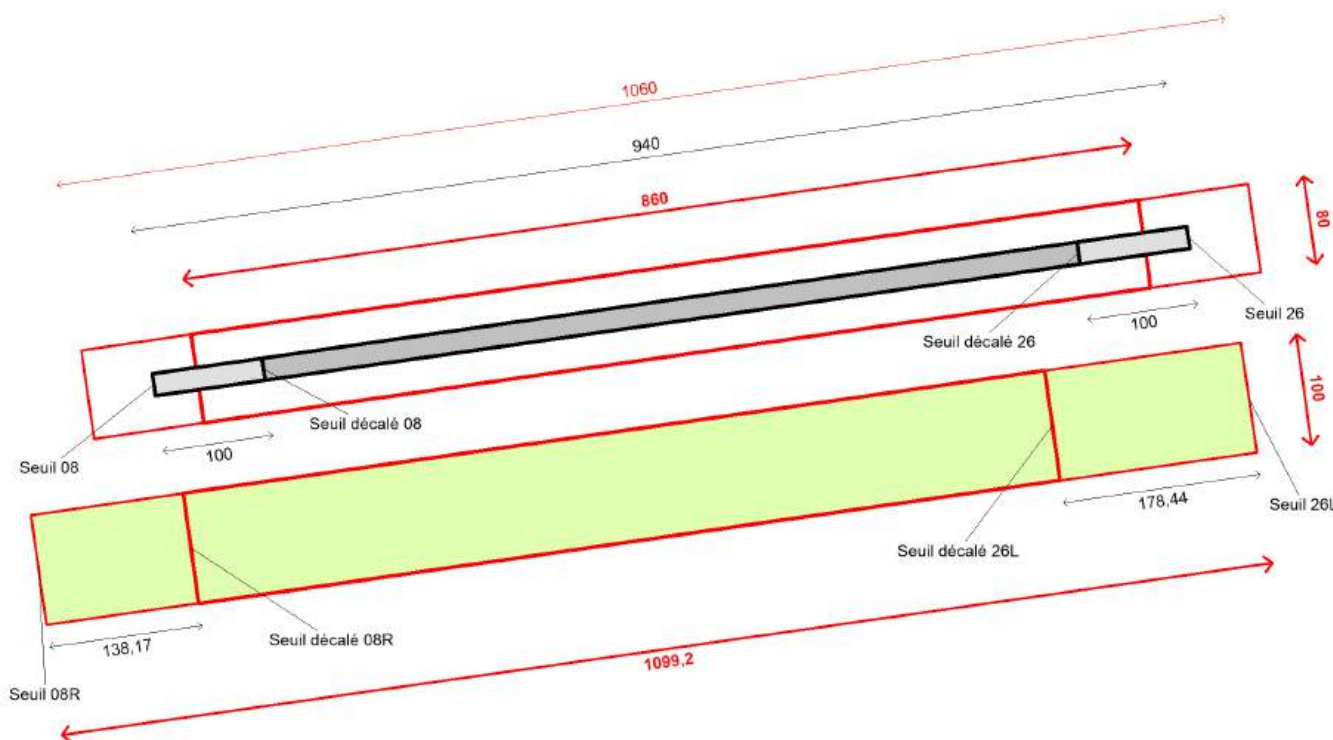 1060
940
860
80
Seuil 26
100
Seuil décalé 26
100
Seuil décalé 08
100
Seuil 08
178,44
Seuil 26L
Seuil décalé 26L
Seuil décalé 08R
138,17
1099,2
Seuil 08R